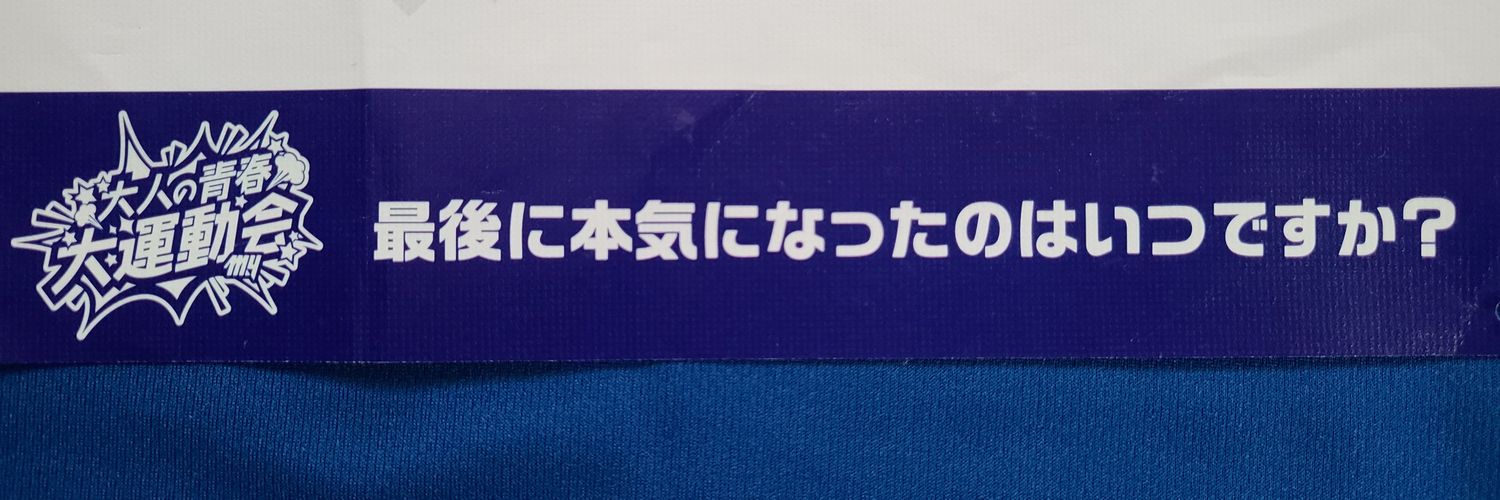 大人の青春
大運動会
最後に本気になったのはいつですか？